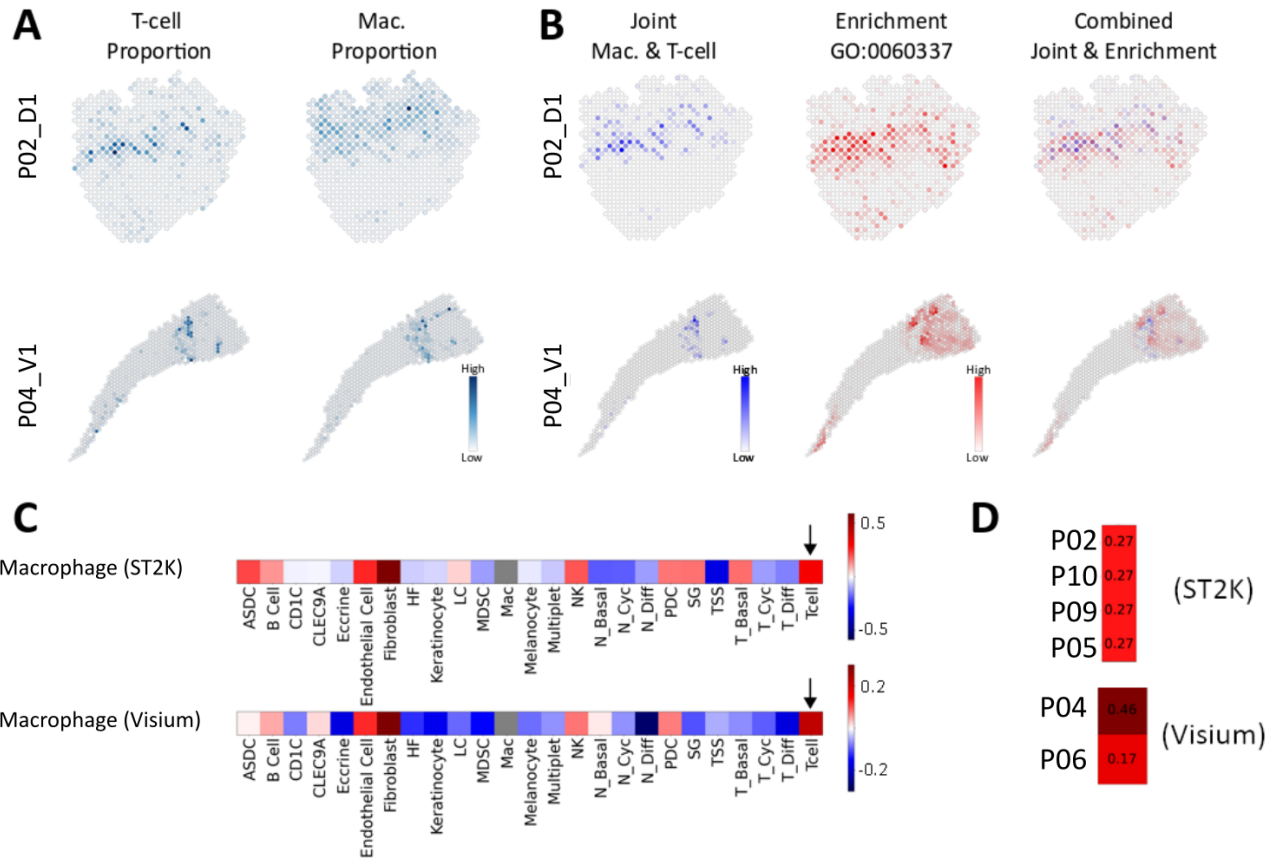 A
T-cell
Proportion
Mac.
Proportion
B
Joint
Mac. & T-cell
Enrichment
GO:0060337
Combined
Joint & Enrichment
P02_D1
P02_D1
P04_V1
High
Low
P04_V1
High
Low
High
Low
C
Macrophage (ST2K)
0.5
-0.5
ASDC
B Cell
CD1C
CLEC9A
Eccrine
Endothelial Cell
Fibroblast
HF
Keratinocyte
LC
MDSC
Mac
Melanocyte
Multiplet
NK
N_Basal
N_Cyc
N_Diff
PDC
SG
TSS
T_Basal
T_Cyc
T_Diff
Tcell
Macrophage (Visium)
0.2
-0.2
ASDC
B Cell
CD1C
CLEC9A
Eccrine
Endothelial Cell
Fibroblast
HF
Keratinocyte
LC
MDSC
Mac
Melanocyte
Multiplet
NK
N_Basal
N_Cyc
N_Diff
PDC
SG
TSS
T_Basal
T_Cyc
T_Diff
Tcell
D
P02 0.27
P10 0.27
P09 0.27
P05 0.27
(ST2K)
P04 0.46
P06 0.17
(Visium)